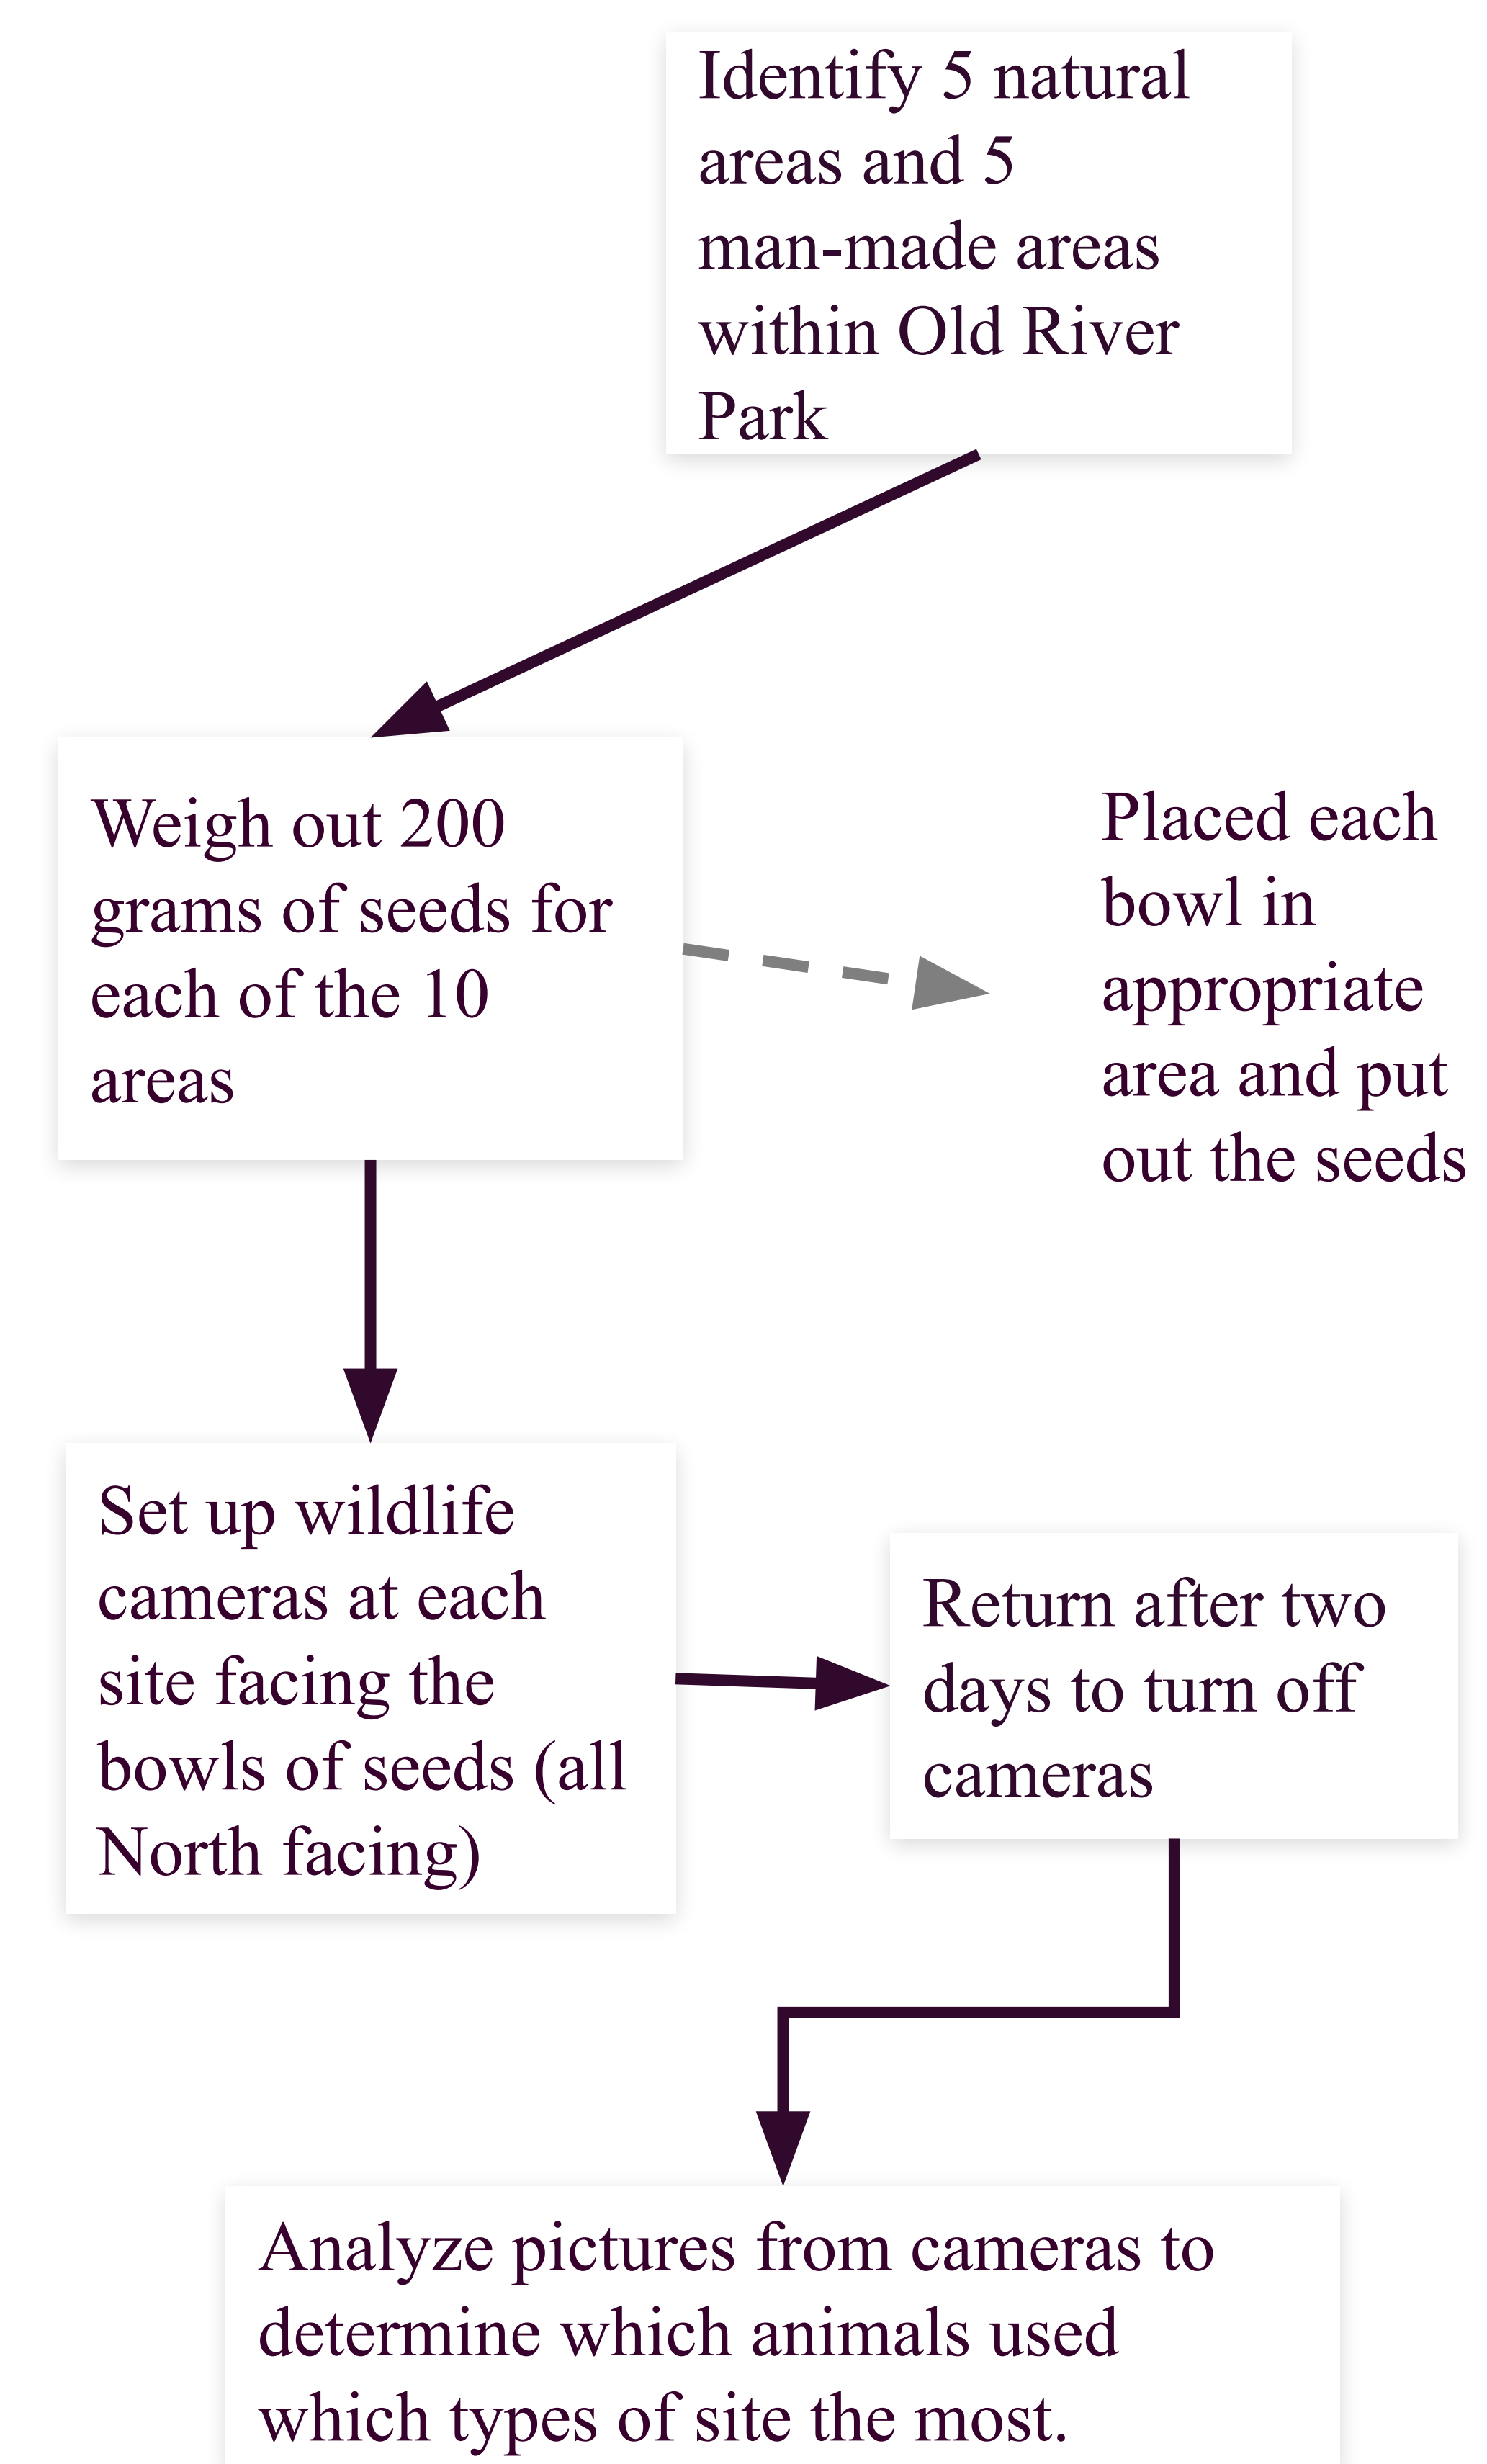 Identify 5 natural
areas and 5
man-made areas
within Old River
Park
Weigh out 200
grams of seeds for
each of the 10
areas
Placed each
bowl in
appropriate
area and put
out the seeds
Set up wildlife
cameras at each
site facing the
bowls of seeds (all
North facing)
Return after two
days to turn off
cameras
Analyze pictures from cameras to
determine which animals used
which types of site the most.